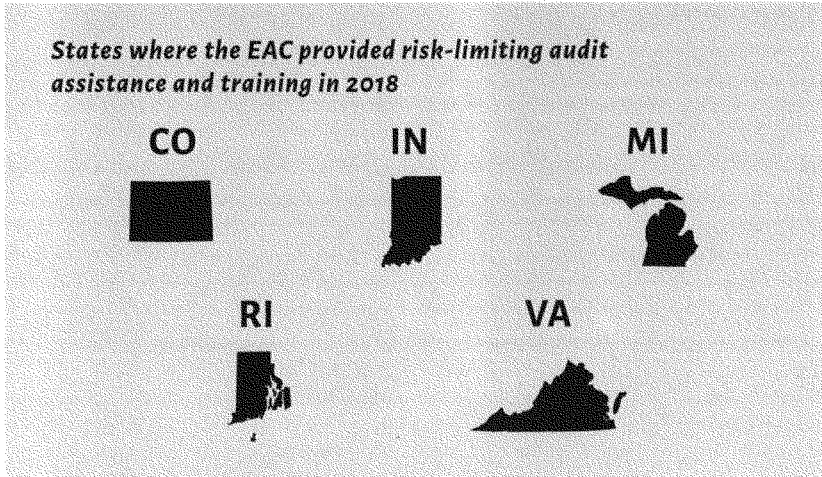 States where the EAC provided risk-limiting audit
assistance and training in 2018
CO IN MI
RI VA